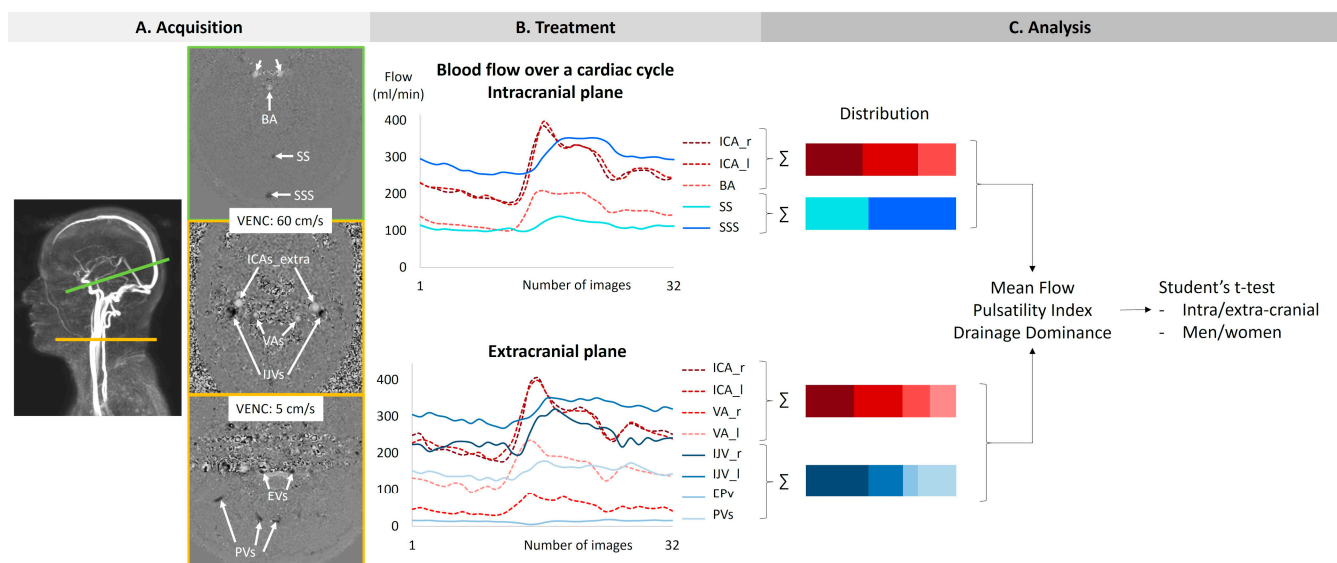 A. Acquisition
B. Treatment
C. Analysis
BA
SS
SSS
VENC: 60 cm/s
ICAs_extra
VAs
IJVs
VENC: 5 cm/s
EVs
PVs
Flow
(ml/min)
Blood flow over a cardiac cycle
Intracranial plane
400
300
200
100
0
1
Number of images
32
ICA_r
ICA_l
BA
SS
SSS
Σ
Σ
Extracranial plane
400
300
200
100
0
1
Number of images
32
ICA_r
ICA_l
VA_r
VA_l
IJV_r
IJV_l
EPv
PVs
Σ
Σ
Distribution
Mean Flow
Pulsatility Index
Drainage Dominance
Student's t-test
- Intra/extra-cranial
- Men/women